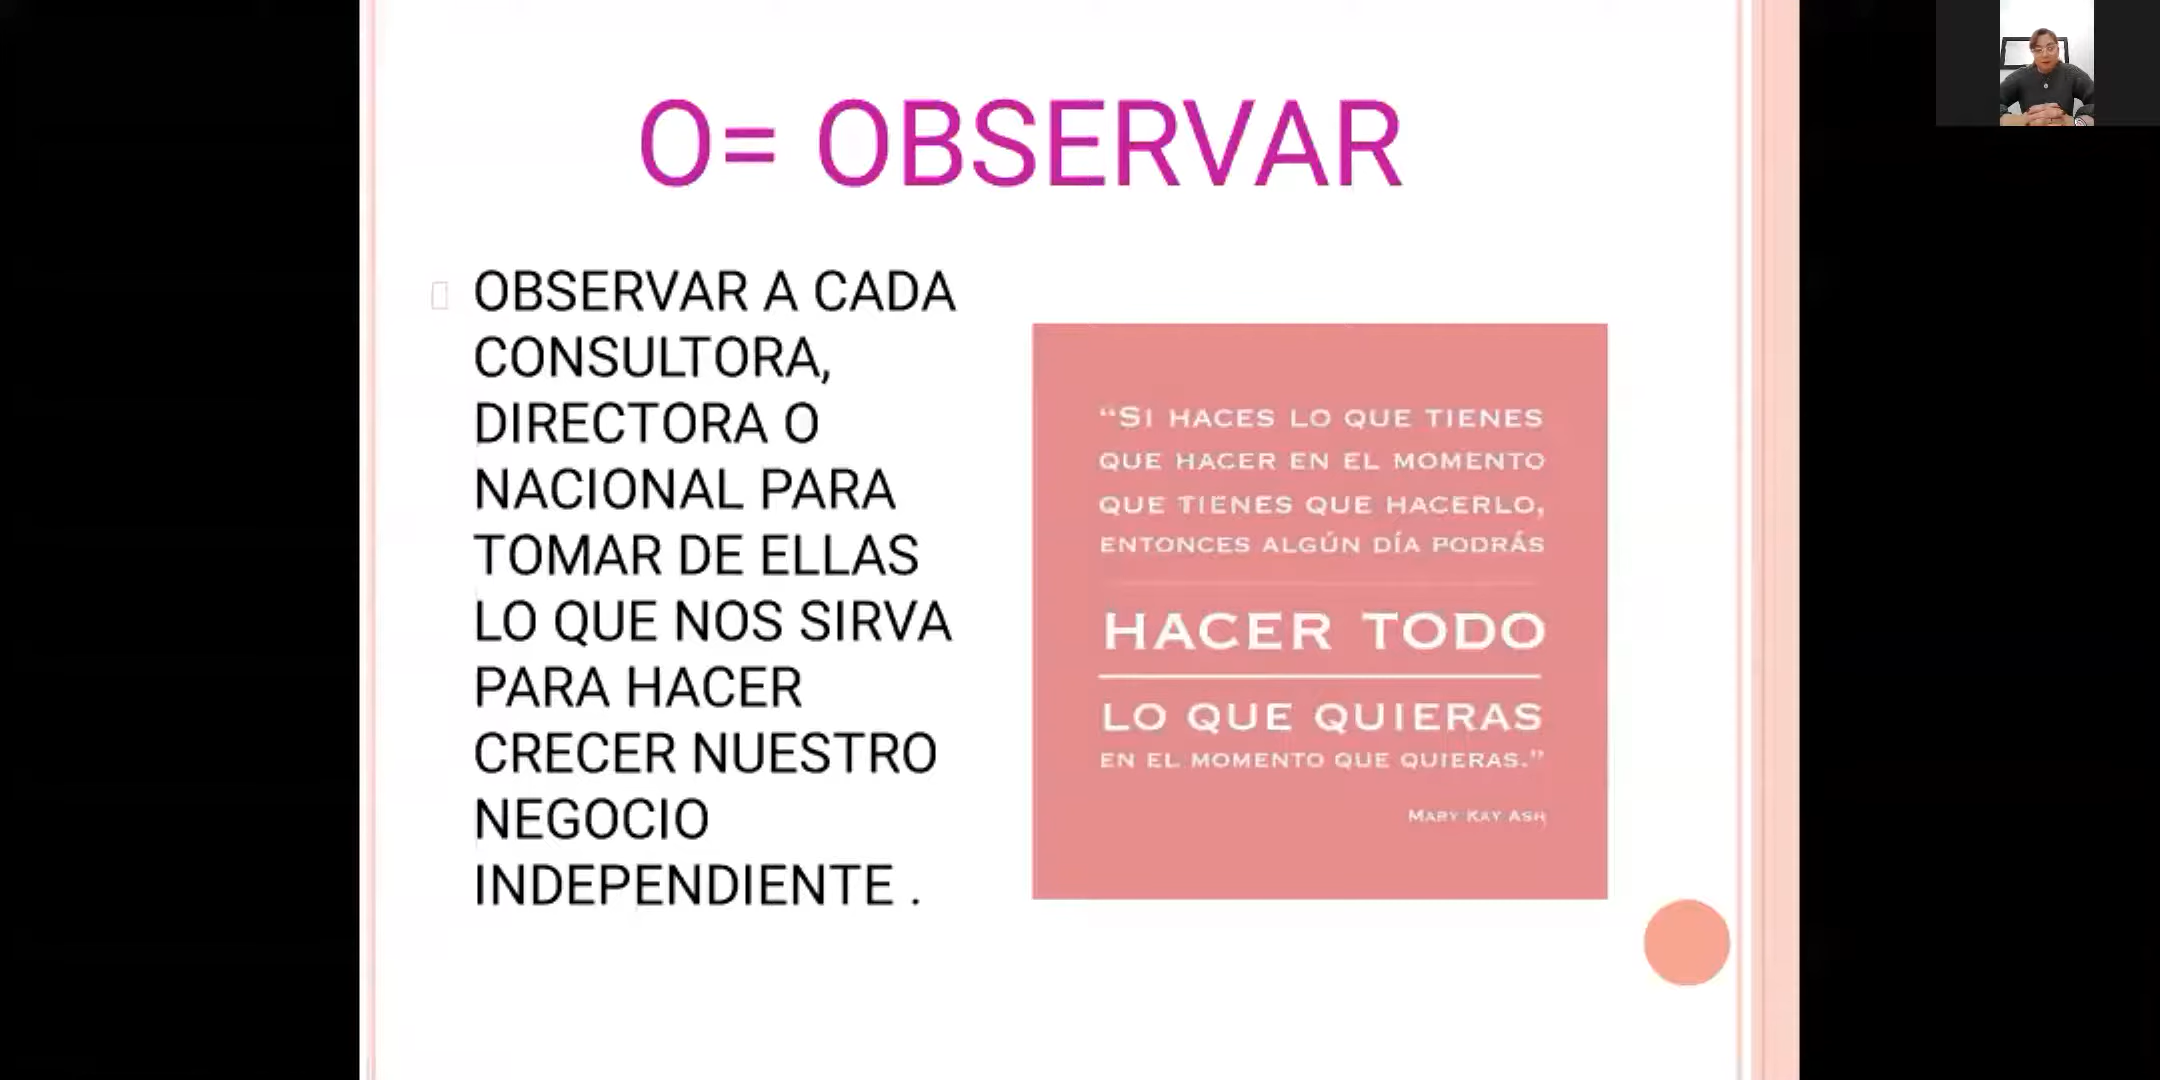 O= OBSERVAR
OBSERVAR A CADA
CONSULTORA,
DIRECTORA O
NACIONAL PARA
TOMAR DE ELLAS
LO QUE NOS SIRVA
PARA HACER
CRECER NUESTRO
NEGOCIO
INDEPENDIENTE .
“SI HACES LO QUE TIENES
QUE HACER EN EL MOMENTO
QUE TIENES QUE HACERLO,
ENTONCES ALGÚN DÍA PODRÁS
HACER TODO
LO QUE QUIERAS
EN EL MOMENTO QUE QUIERAS.”
MARY KAY ASH